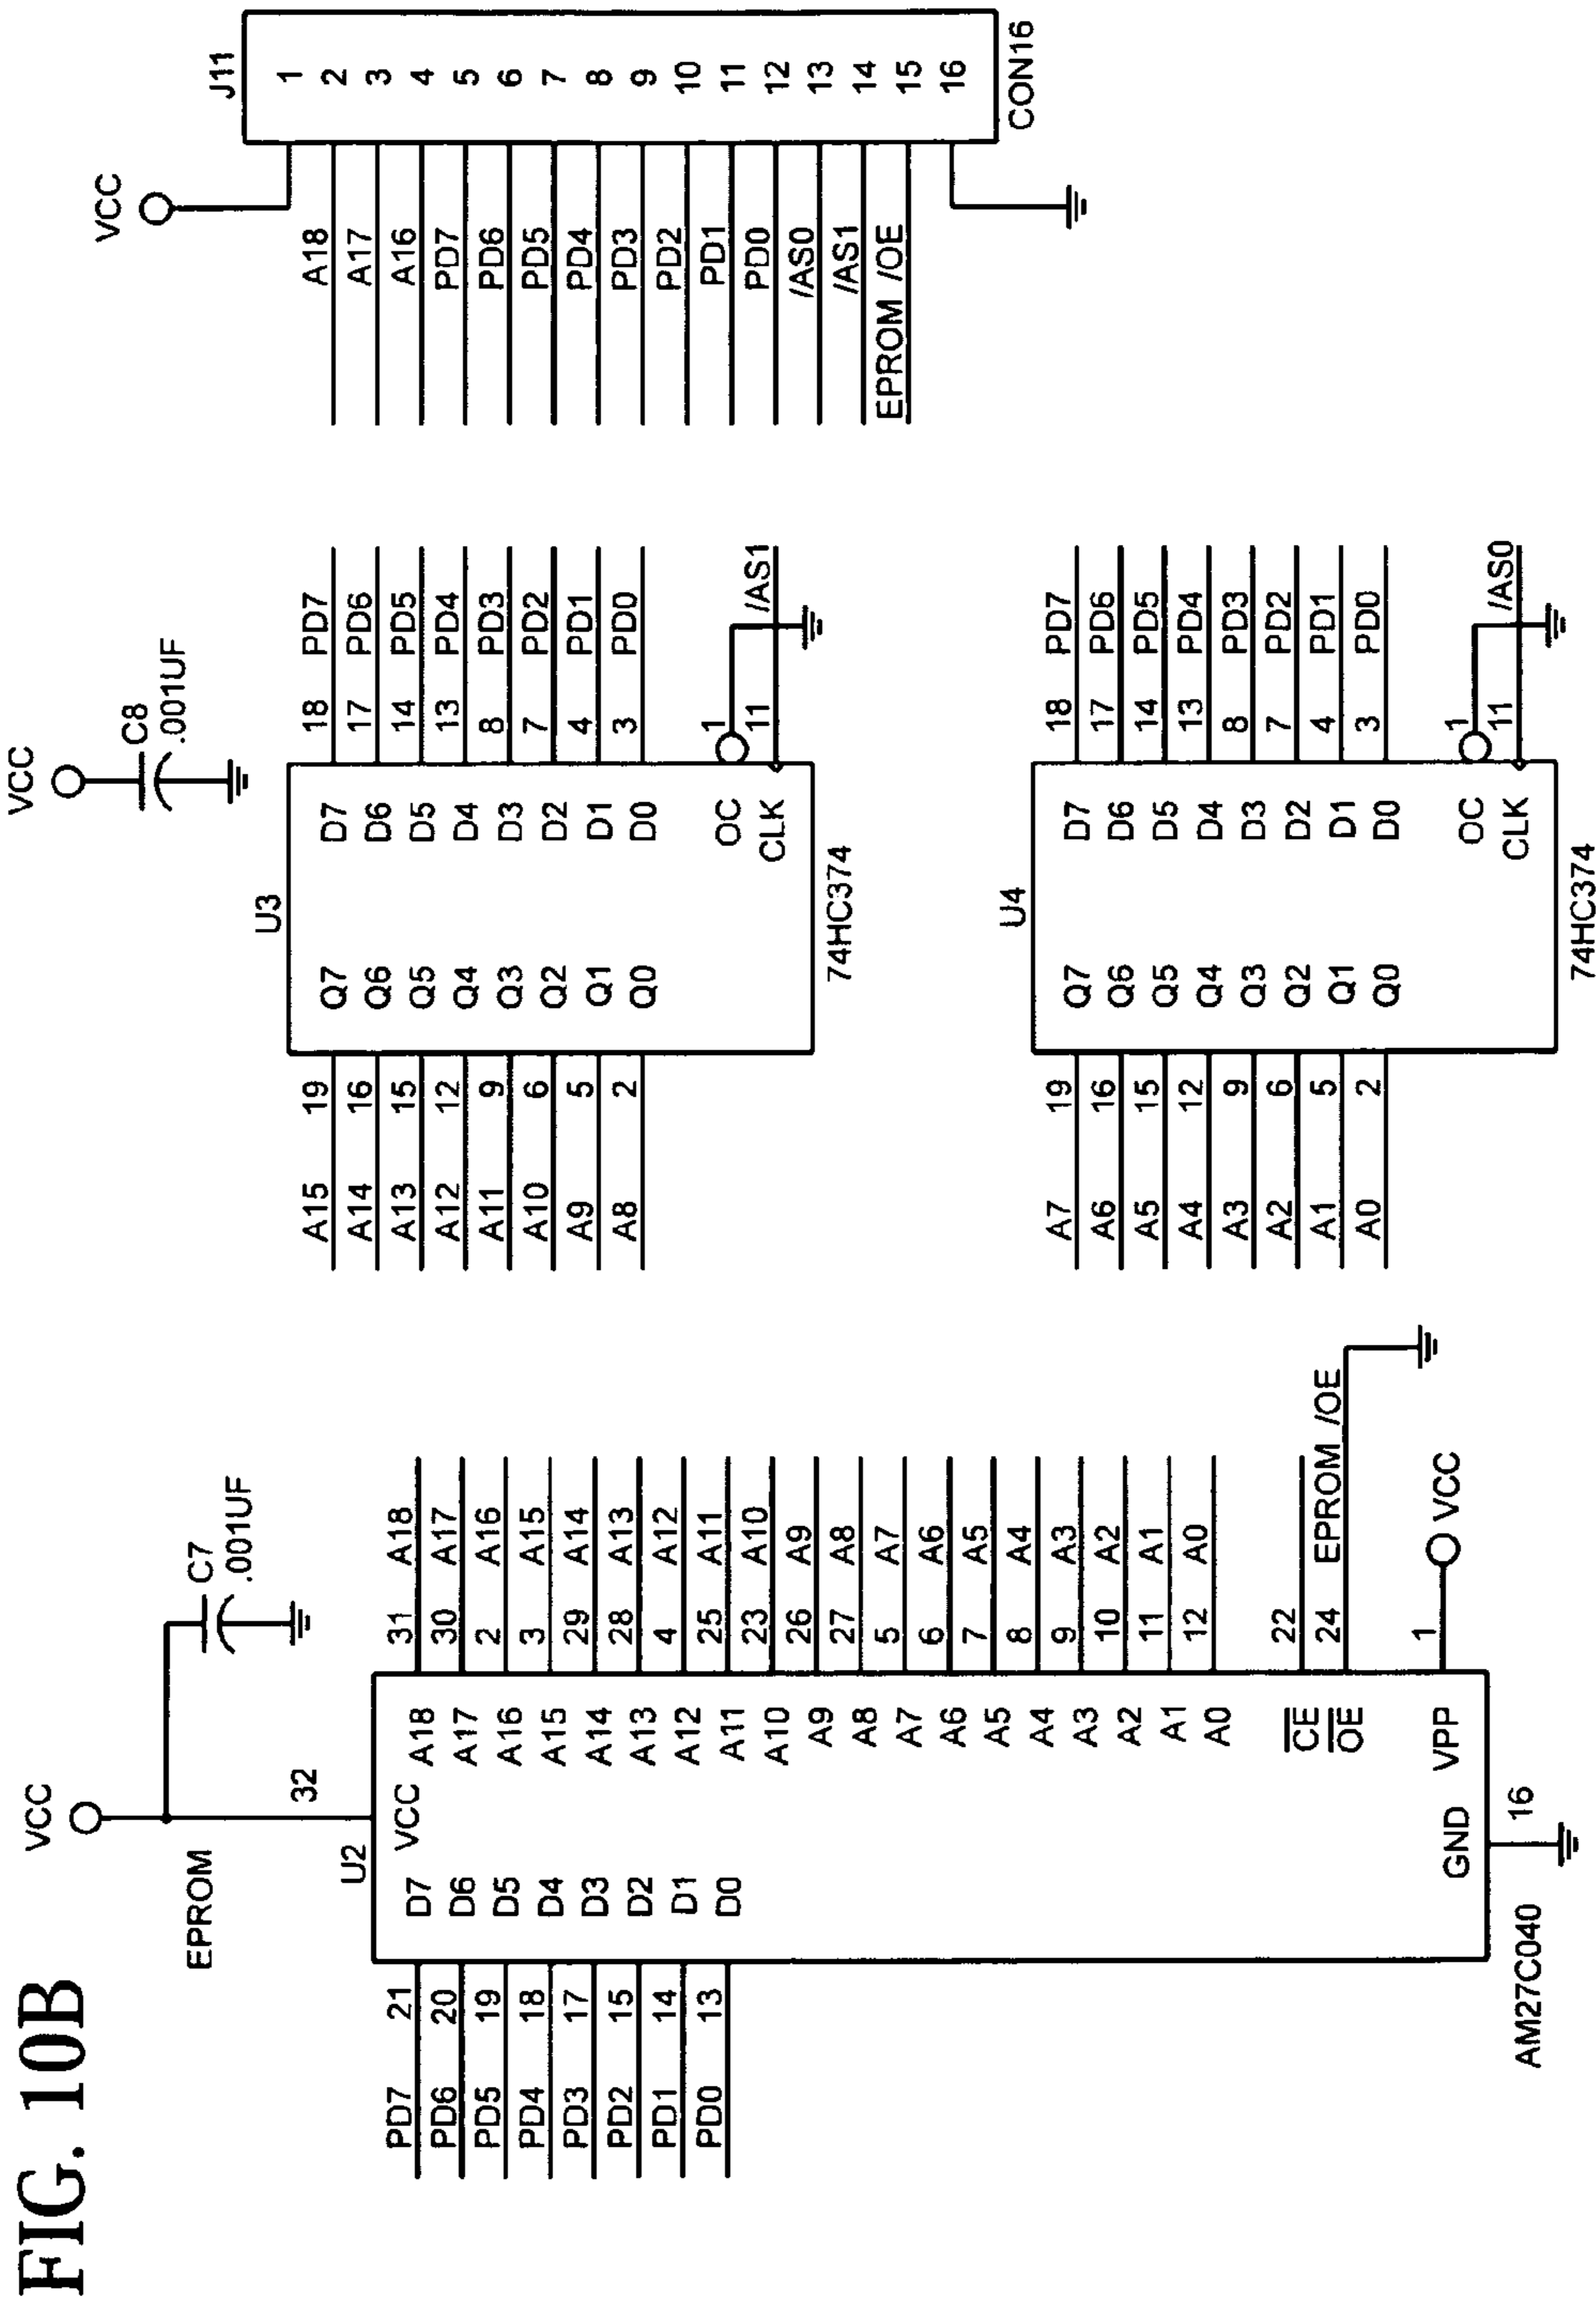 FIG. 10B
VCC
EPROM
32
C7
.001UF
U2
VCC
PD7 21 D7
PD6 20 D6
PD5 19 D5
PD4 18 D4
PD3 17 D3
PD2 15 D2
PD1 14 D1
PD0 13 D0
A18 31 A18
A17 30 A17
A16 2 A16
A15 3 A15
A14 29 A14
A13 28 A13
A12 4 A12
A11 25 A11
A10 23 A10
A9 26 A9
A8 27 A8
A7 5 A7
A6 6 A6
A5 7 A5
A4 8 A4
A3 9 A3
A2 10 A2
A1 11 A1
A0 12 A0
CE 22
OE 24 EPROM /OE
VPP 1 VCC
GND 16
AM27C040
VCC
C8
.001UF
U3
A15 19 Q7 D7 18 PD7
A14 16 Q6 D6 17 PD6
A13 15 Q5 D5 14 PD5
A12 12 Q4 D4 13 PD4
A11 9 Q3 D3 8 PD3
A10 6 Q2 D2 7 PD2
A9 5 Q1 D1 4 PD1
A8 2 Q0 D0 3 PD0
OC 1
CLK 11 /AS1
74HC374
U4
A7 19 Q7 D7 18 PD7
A6 16 Q6 D6 17 PD6
A5 15 Q5 D5 14 PD5
A4 12 Q4 D4 13 PD4
A3 9 Q3 D3 8 PD3
A2 6 Q2 D2 7 PD2
A1 5 Q1 D1 4 PD1
A0 2 Q0 D0 3 PD0
OC 1
CLK 11 /AS0
74HC374
VCC
J11
1
A18 2
A17 3
A16 4
PD7 5
PD6 6
PD5 7
PD4 8
PD3 9
PD2 10
PD1 11
PD0 12
/AS0 13
/AS1 14
EPROM /OE 15
16
CON16